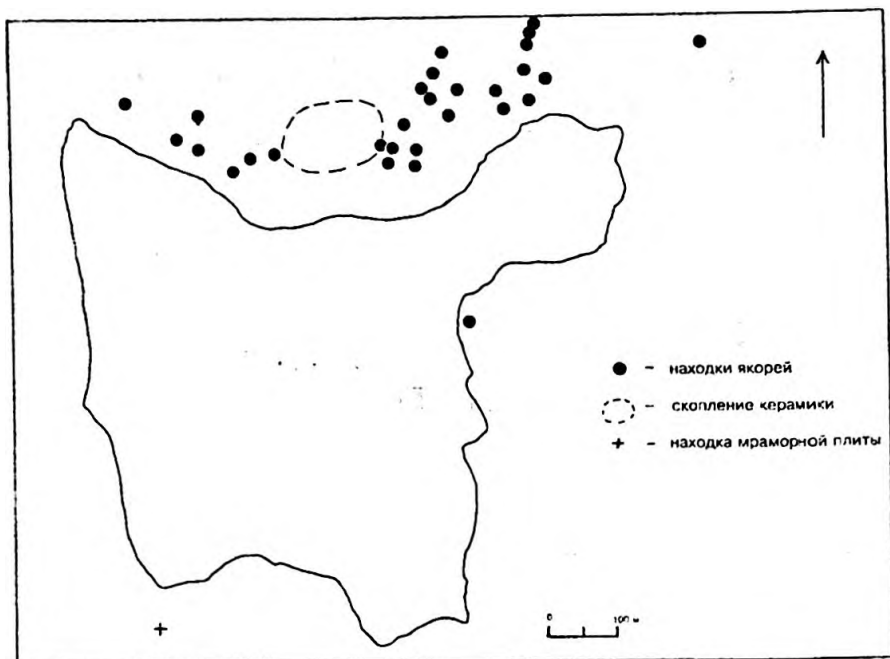 ● – находки якорей
– скопление керамики
+ – находка мраморной плиты
0 100 м